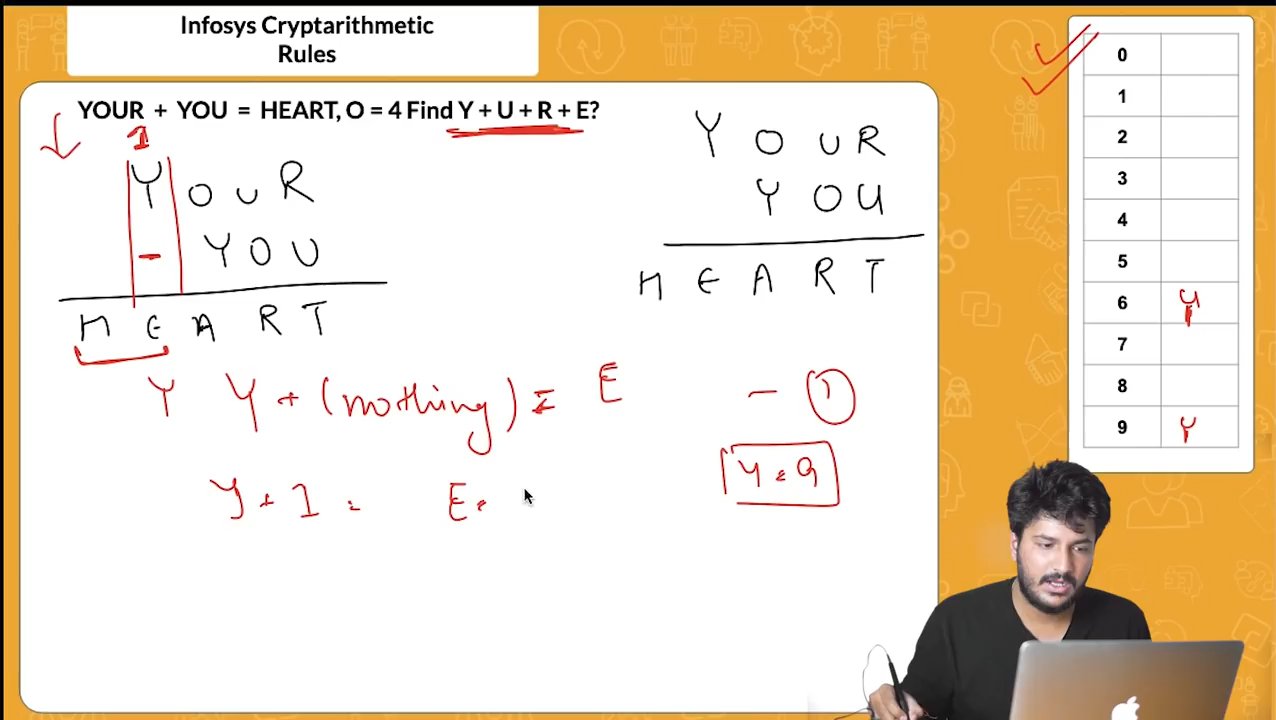 Infosys Cryptarithmetic
Rules
YOUR + YOU = HEART, O = 4 Find Y + U + R + E?
1
Y O U R
- Y O U
H E A R T
Y O U R
Y O U
H E A R T
Y Y + (nothing) = E - 1
Y + 1 = E = Y = 9
0
1
2
3
4
5
6 Y
7
8
9 Y